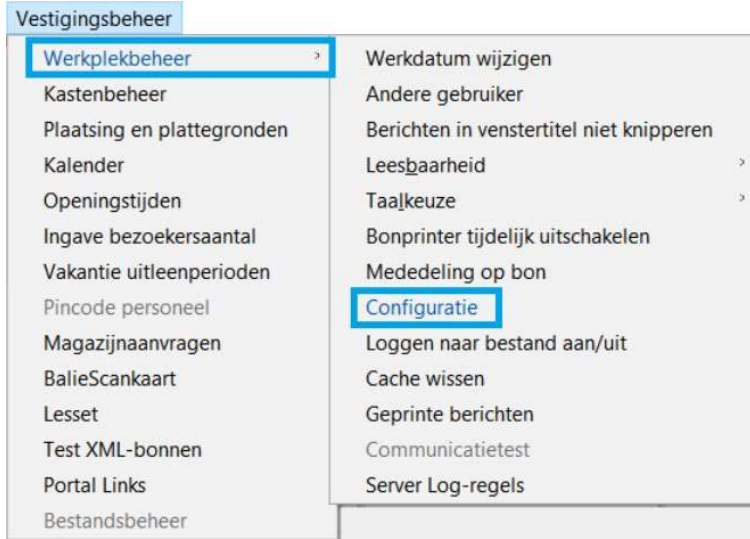 Vestigingsbeheer
Werkplekbeheer
Kastenbeheer
Plaatsing en plattegronden
Kalender
Openingstijden
Ingave bezoekersaantal
Vakantie uitleenperioden
Pincode personeel
Magazijnaanvragen
BalieScankaart
Lesset
Test XML-bonnen
Portal Links
Bestandsbeheer
Werkdatum wijzigen
Andere gebruiker
Berichten in venstertitel niet knipperen
Leesbaarheid
Taalkeuze
Bonprinter tijdelijk uitschakelen
Mededeling op bon
Configuratie
Loggen naar bestand aan/uit
Cache wissen
Geprinte berichten
Communicatietest
Server Log-regels